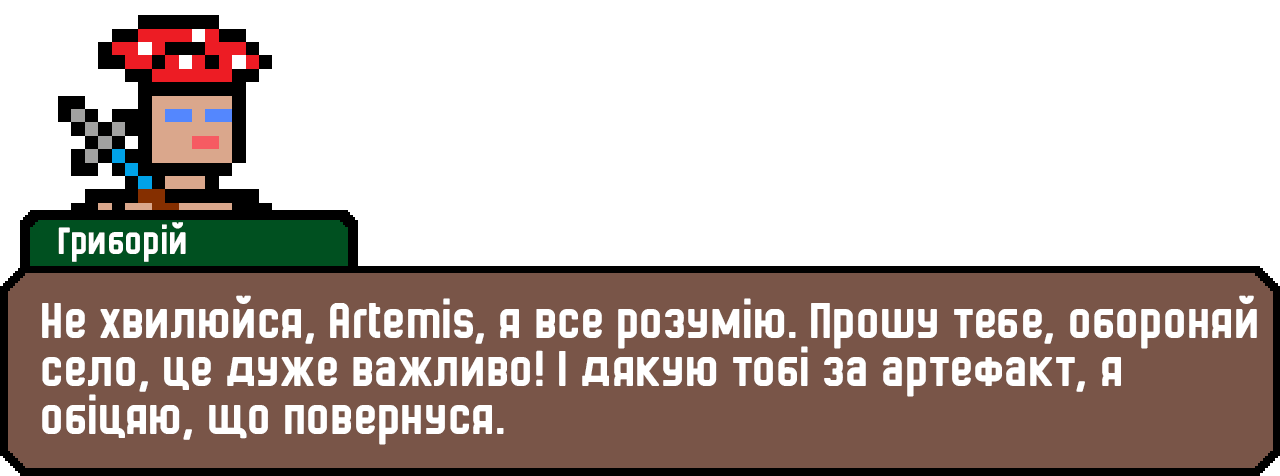 Гриборій
Не хвилюйся, Artemis, я все розумію. Прошу тебе, обороняй
село, це дуже важливо! І дякую тобі за артефакт, я
обіцяю, що повернуся.